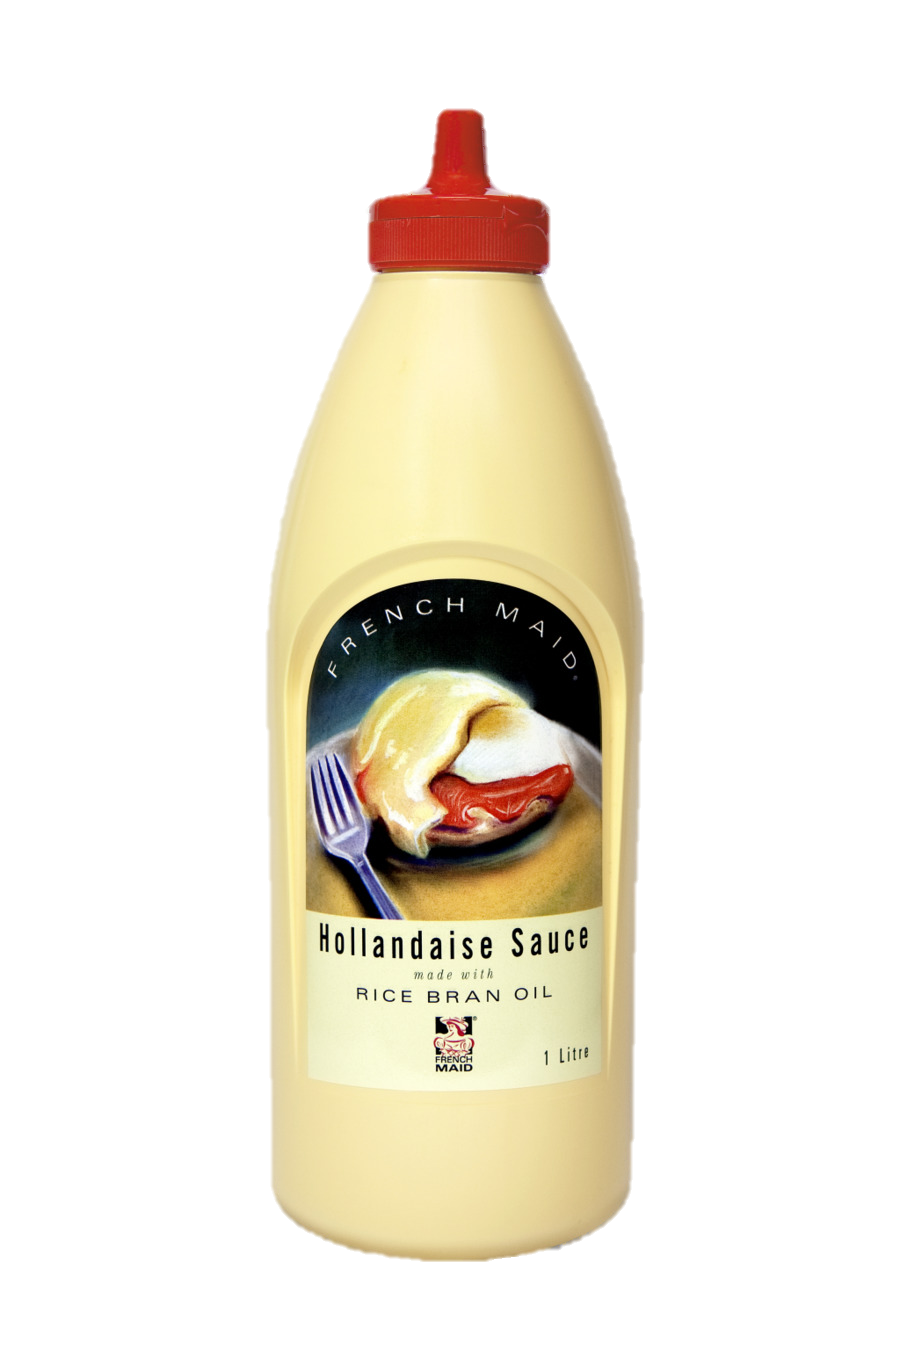 FRENCH MAID®
Hollandaise Sauce
made with
RICE BRAN OIL
®
FRENCH
MAID
1 Litre